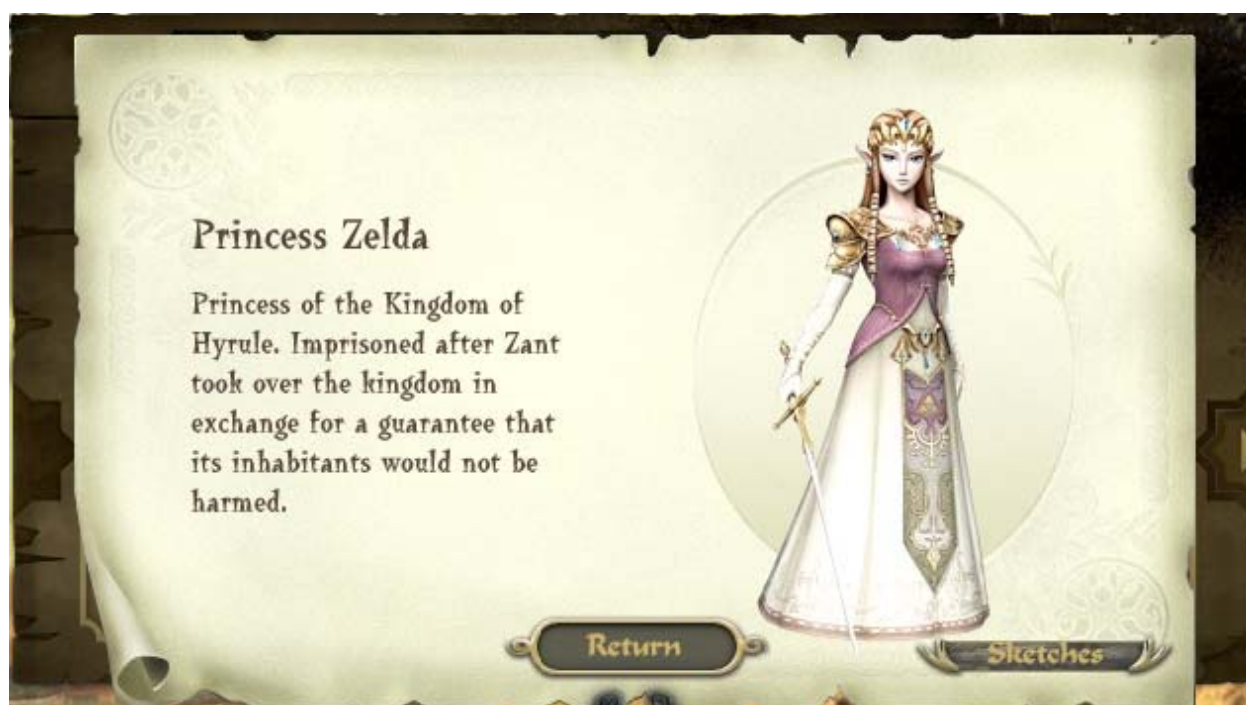 Princess Zelda
Princess of the Kingdom of
Hyrule. Imprisoned after Zant
took over the kingdom in
exchange for a guarantee that
its inhabitants would not be
harmed.
Return
Sketches